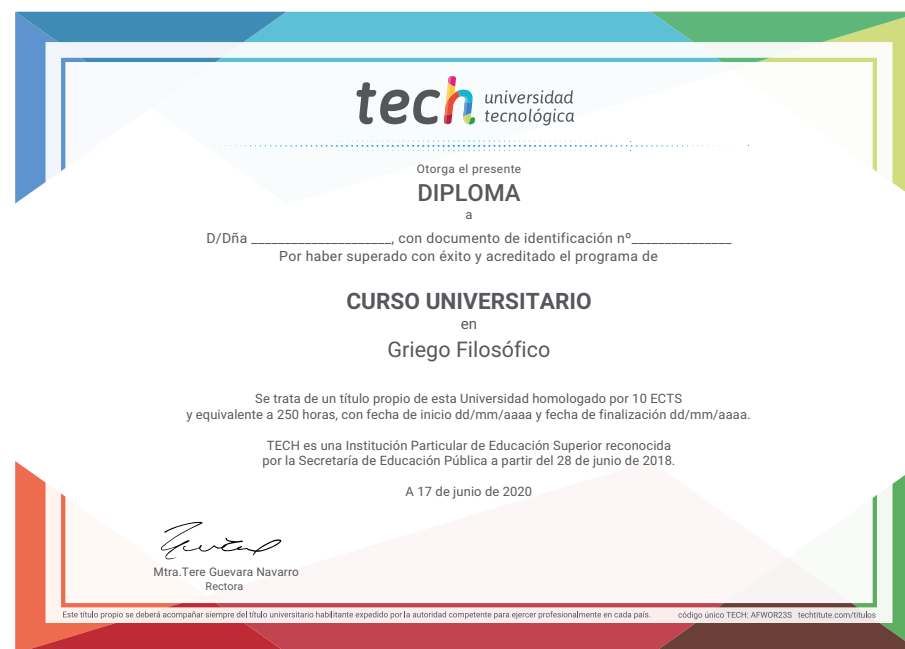 tech universidad
tecnológica
Otorga el presente
DIPLOMA
a
D/Dña _____________________, con documento de identificación nº_______________
Por haber superado con éxito y acreditado el programa de
CURSO UNIVERSITARIO
en
Griego Filosófico
Se trata de un título propio de esta Universidad homologado por 10 ECTS
y equivalente a 250 horas, con fecha de inicio dd/mm/aaaa y fecha de finalización dd/mm/aaaa.
TECH es una Institución Particular de Educación Superior reconocida
por la Secretaría de Educación Pública a partir del 28 de junio de 2018.
A 17 de junio de 2020
Mtra.Tere Guevara Navarro
Rectora
Este título propio se deberá acompañar siempre del título universitario habilitante expedido por la autoridad competente para ejercer profesionalmente en cada país. código único TECH: AFWOR23S techtitute.com/titulos